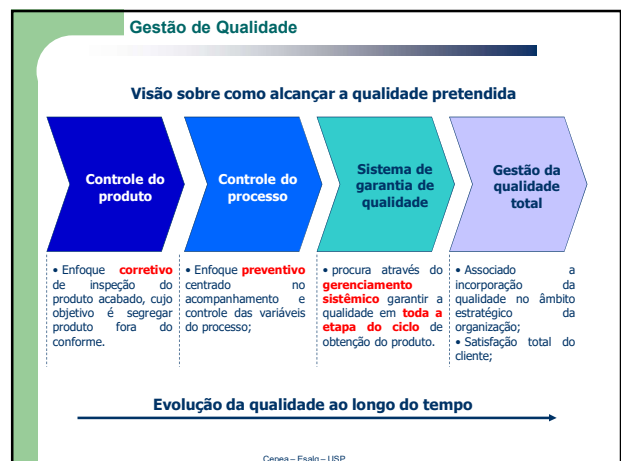 Gestão de Qualidade
Visão sobre como alcançar a qualidade pretendida
Controle do
produto
Controle do
processo
Sistema de
garantia de
qualidade
Gestão da
qualidade
total
• Enfoque corretivo
de inspeção do
produto acabado, cujo
objetivo é segregar
produto fora do
conforme.
• Enfoque preventivo
centrado no
acompanhamento e
controle das variáveis
do processo;
• procura através do
gerenciamento
sistêmico garantir a
qualidade em toda a
etapa do ciclo de
obtenção do produto.
• Associado a
incorporação da
qualidade no âmbito
estratégico da
organização;
• Satisfação total do
cliente;
Evolução da qualidade ao longo do tempo
Cepea – Esalq – USP